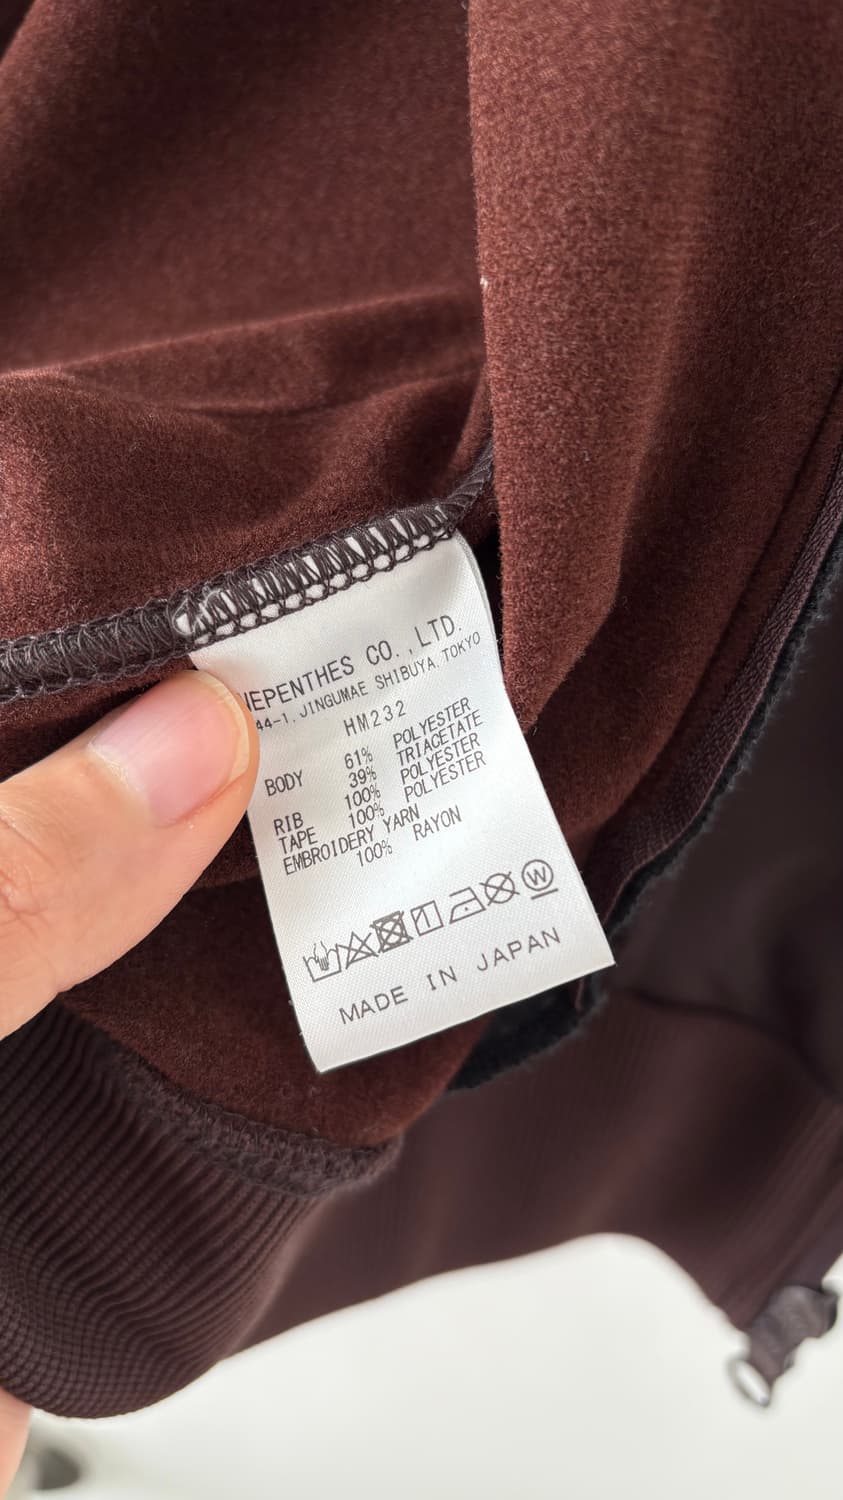 NEPENTHES CO.,LTD.
44-1, JINGUMAE SHIBUYA TOKYO
HM232
BODY 61% POLYESTER
39% TRIACETATE
RIB 100% POLYESTER
TAPE 100% POLYESTER
EMBROIDERY YARN
100% RAYON
W
MADE IN JAPAN